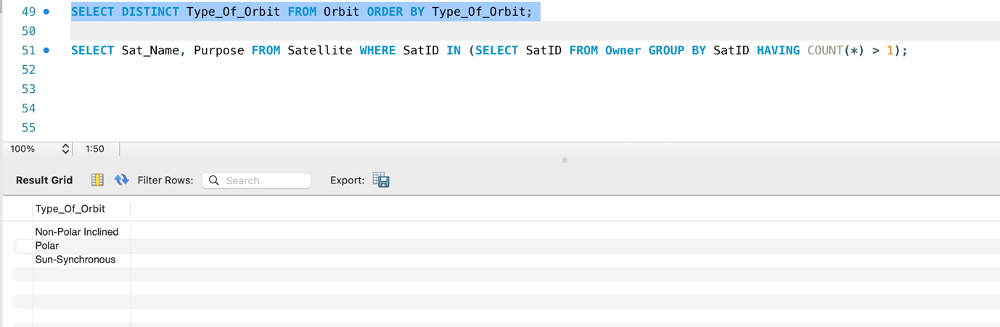 49 SELECT DISTINCT Type_Of_Orbit FROM Orbit ORDER BY Type_Of_Orbit;
50
51 SELECT Sat_Name, Purpose FROM Satellite WHERE SatID IN (SELECT SatID FROM Owner GROUP BY SatID HAVING COUNT(*) > 1);
52
53
54
55
100% 1:50
Result Grid Filter Rows: Search Export:
Type_Of_Orbit
Non-Polar Inclined
Polar
Sun-Synchronous